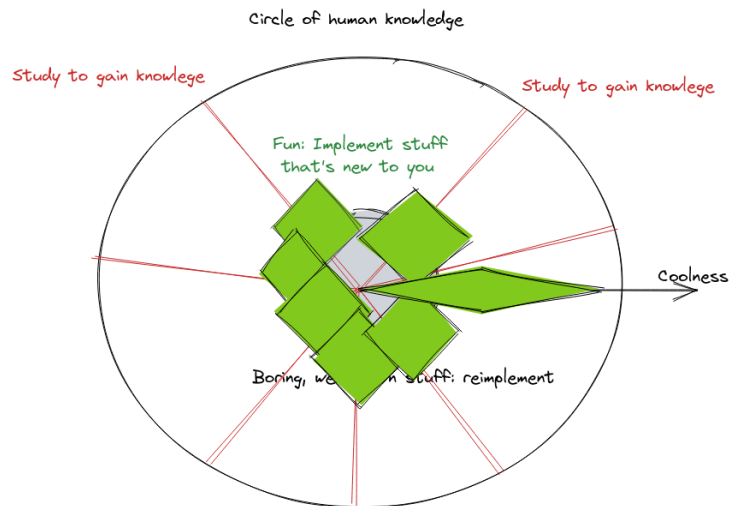 Circle of human knowledge
Study to gain knowlege
Study to gain knowlege
Fun: Implement stuff
that's new to you
Coolness
Boring, stuff: reimplement